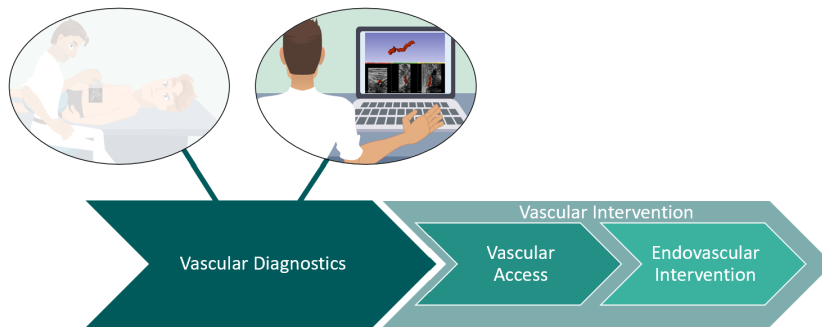 Vascular Intervention
Vascular Diagnostics
Vascular
Access
Endovascular
Intervention